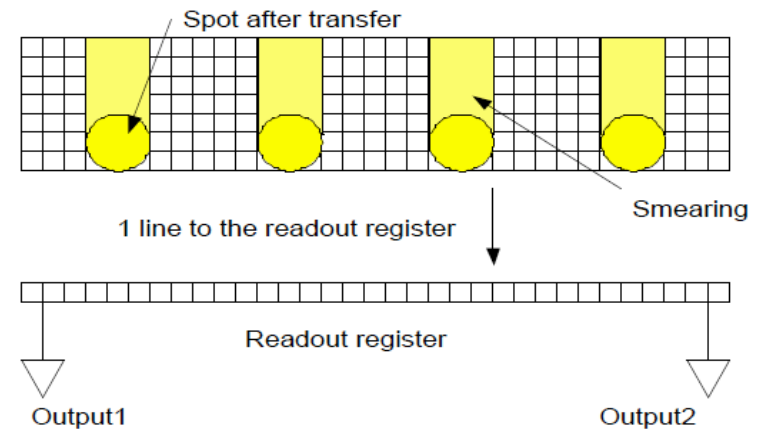 Spot after transfer
Smearing
1 line to the readout register
Readout register
Output1
Output2